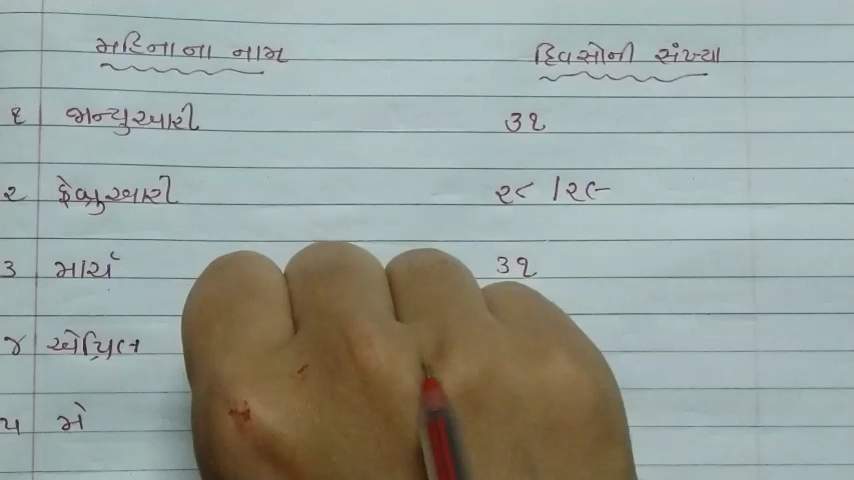 મહિનાના નામ દિવસોની સંખ્યા
૧ જાન્યુઆરી ૩૧
૨ ફેબ્રુઆરી ૨૮ /૨૯
૩ માર્ચ ૩૧
૪ એપ્રિલ
૫ મે